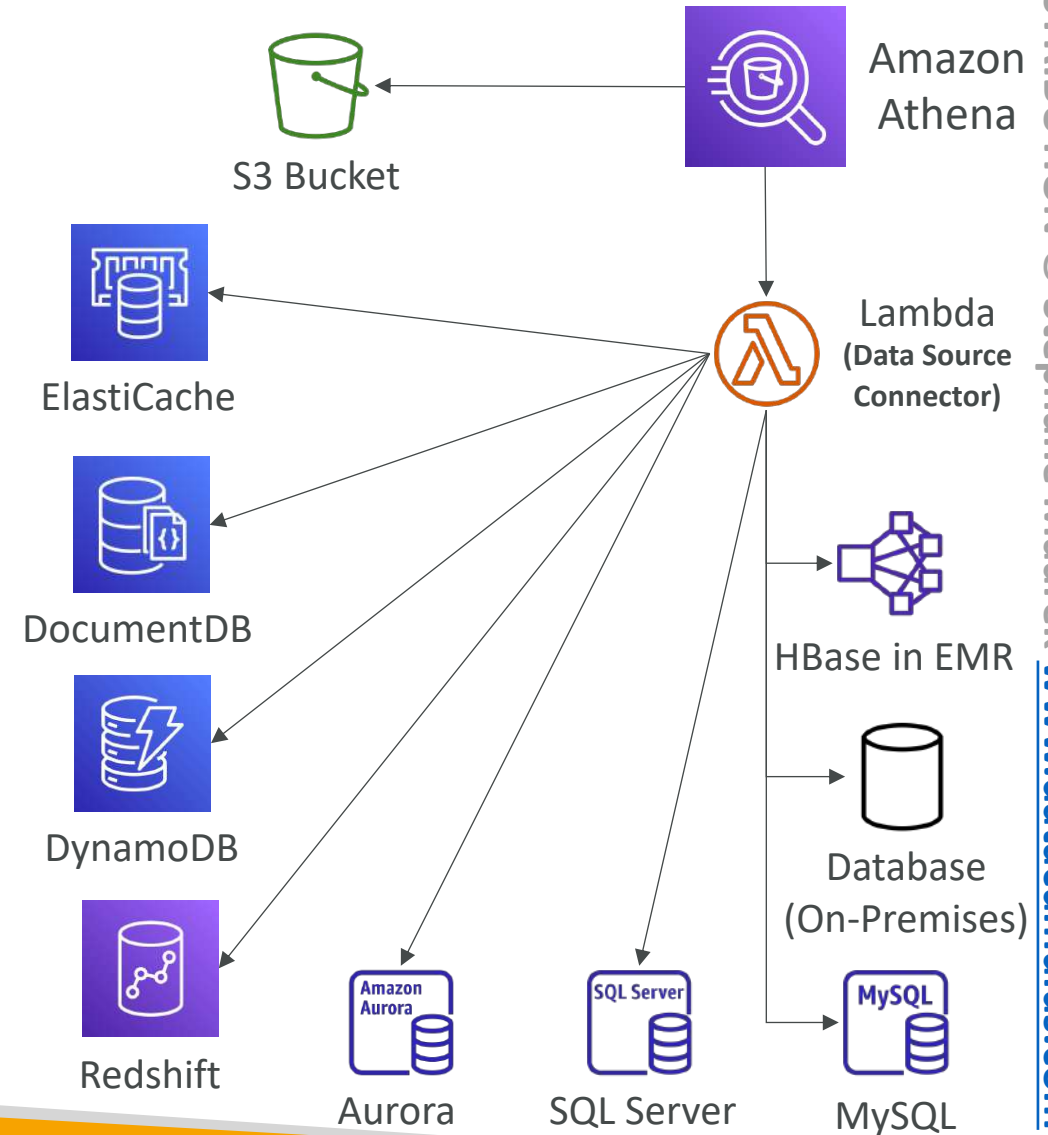 Amazon
Athena
S3 Bucket
Lambda
(Data Source
Connector)
ElastiCache
DocumentDB
HBase in EMR
DynamoDB
Database
(On-Premises)
Amazon
Aurora
SQL Server
MySQL
Redshift
Aurora
SQL Server
MySQL